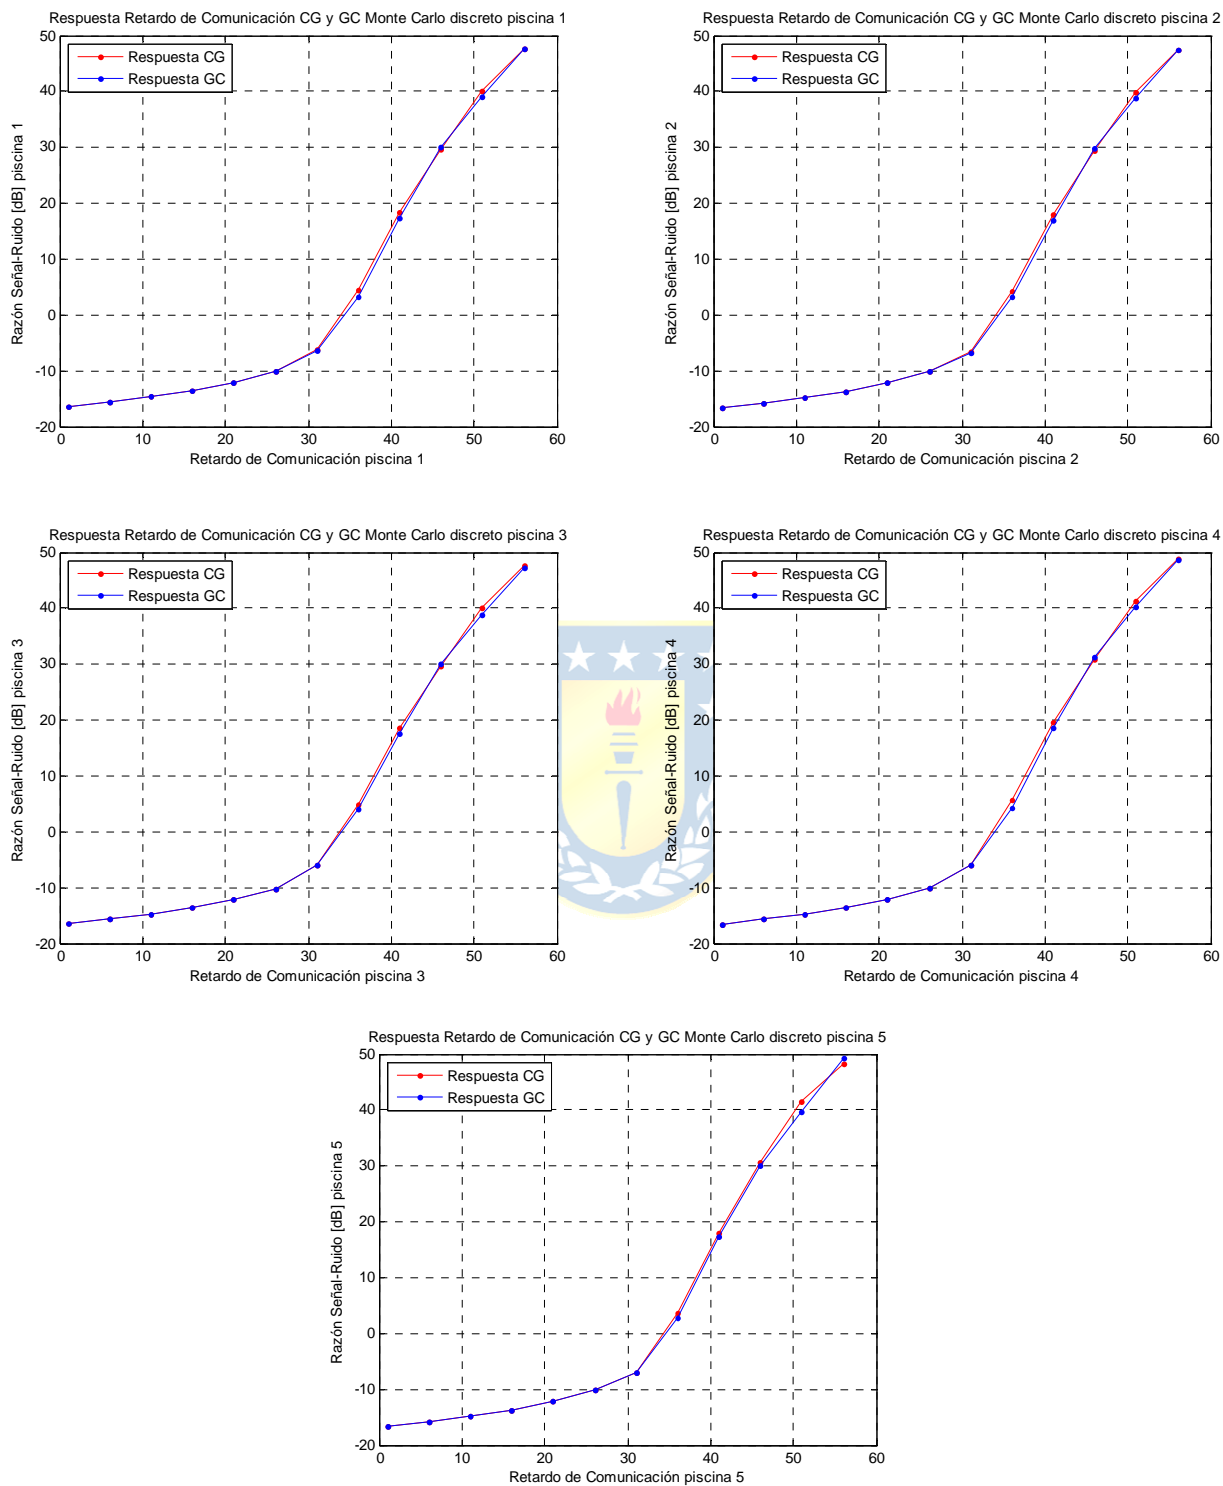 Respuesta Retardo de Comunicación CG y GC Monte Carlo discreto piscina 1
50
40
30
20
10
0
-10
-20
0 10 20 30 40 50 60
Razón Señal-Ruido [dB] piscina 1
Retardo de Comunicación piscina 1
Respuesta CG
Respuesta GC
Respuesta Retardo de Comunicación CG y GC Monte Carlo discreto piscina 2
50
40
30
20
10
0
-10
-20
0 10 20 30 40 50 60
Razón Señal-Ruido [dB] piscina 2
Retardo de Comunicación piscina 2
Respuesta CG
Respuesta GC
Respuesta Retardo de Comunicación CG y GC Monte Carlo discreto piscina 3
50
40
30
20
10
0
-10
-20
0 10 20 30 40 50 60
Razón Señal-Ruido [dB] piscina 3
Retardo de Comunicación piscina 3
Respuesta CG
Respuesta GC
Respuesta Retardo de Comunicación CG y GC Monte Carlo discreto piscina 4
50
40
30
20
10
0
-10
-20
0 10 20 30 40 50 60
Razón Señal-Ruido [dB] piscina 4
Retardo de Comunicación piscina 4
Respuesta CG
Respuesta GC
Respuesta Retardo de Comunicación CG y GC Monte Carlo discreto piscina 5
50
40
30
20
10
0
-10
-20
0 10 20 30 40 50 60
Razón Señal-Ruido [dB] piscina 5
Retardo de Comunicación piscina 5
Respuesta CG
Respuesta GC